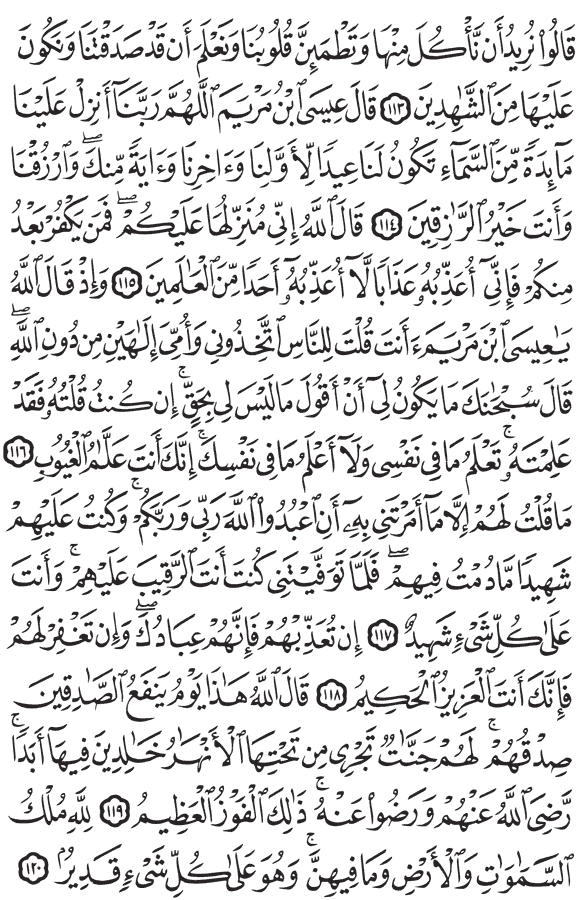 قَالُوا۟ نُرِيدُ أَن نَّأْكُلَ مِنْهَا وَتَطْمَئِنَّ قُلُوبُنَا وَنَعْلَمَ أَن قَدْ صَدَقْتَنَا وَنَكُونَ
عَلَيْهَا مِنَ ٱلشَّٰهِدِينَ ١١٣ قَالَ عِيسَى ٱبْنُ مَرْيَمَ ٱللَّهُمَّ رَبَّنَآ أَنزِلْ عَلَيْنَا
مَآئِدَةً مِّنَ ٱلسَّمَآءِ تَكُونُ لَنَا عِيدًا لِّأَوَّلِنَا وَءَاخِرِنَا وَءَايَةً مِّنكَ ۖ وَٱرْزُقْنَا
وَأَنتَ خَيْرُ ٱلرَّٰزِقِينَ ١١٤ قَالَ ٱللَّهُ إِنِّى مُنَزِّلُهَا عَلَيْكُمْ ۖ فَمَن يَكْفُرْ بَعْدُ
مِنكُمْ فَإِنِّىٓ أُعَذِّبُهُۥ عَذَابًا لَّآ أُعَذِّبُهُۥٓ أَحَدًا مِّنَ ٱلْعَٰلَمِينَ ١١٥ وَإِذْ قَالَ ٱللَّهُ
يَٰعِيسَى ٱبْنَ مَرْيَمَ ءَأَنتَ قُلْتَ لِلنَّاسِ ٱتَّخِذُونِى وَأُمِّىَ إِلَٰهَيْنِ مِن دُونِ ٱللَّهِ ۖ
قَالَ سُبْحَٰنَكَ مَا يَكُونُ لِىٓ أَنْ أَقُولَ مَا لَيْسَ لِى بِحَقٍّ ۚ إِن كُنتُ قُلْتُهُۥ فَقَدْ
عَلِمْتَهُۥ ۚ تَعْلَمُ مَا فِى نَفْسِى وَلَآ أَعْلَمُ مَا فِى نَفْسِكَ ۚ إِنَّكَ أَنتَ عَلَّٰمُ ٱلْغُيُوبِ ١١٦
مَا قُلْتُ لَهُمْ إِلَّا مَآ أَمَرْتَنِى بِهِۦٓ أَنِ ٱعْبُدُوا۟ ٱللَّهَ رَبِّى وَرَبَّكُمْ ۚ وَكُنتُ عَلَيْهِمْ
شَهِيدًا مَّا دُمْتُ فِيهِمْ ۖ فَلَمَّا تَوَفَّيْتَنِى كُنتَ أَنتَ ٱلرَّقِيبَ عَلَيْهِمْ ۚ وَأَنتَ
عَلَىٰ كُلِّ شَىْءٍ شَهِيدٌ ١١٧ إِن تُعَذِّبْهُمْ فَإِنَّهُمْ عِبَادُكَ ۖ وَإِن تَغْفِرْ لَهُمْ
فَإِنَّكَ أَنتَ ٱلْعَزِيزُ ٱلْحَكِيمُ ١١٨ قَالَ ٱللَّهُ هَٰذَا يَوْمُ يَنفَعُ ٱلصَّٰدِقِينَ
صِدْقُهُمْ ۚ لَهُمْ جَنَّٰتٌ تَجْرِى مِن تَحْتِهَا ٱلْأَنْهَٰرُ خَٰلِدِينَ فِيهَآ أَبَدًا ۚ
رَّضِىَ ٱللَّهُ عَنْهُمْ وَرَضُوا۟ عَنْهُ ۚ ذَٰلِكَ ٱلْفَوْزُ ٱلْعَظِيمُ ١١٩ لِلَّهِ مُلْكُ
ٱلسَّمَٰوَٰتِ وَٱلْأَرْضِ وَمَا فِيهِنَّ ۚ وَهُوَ عَلَىٰ كُلِّ شَىْءٍ قَدِيرٌۢ ١٢٠